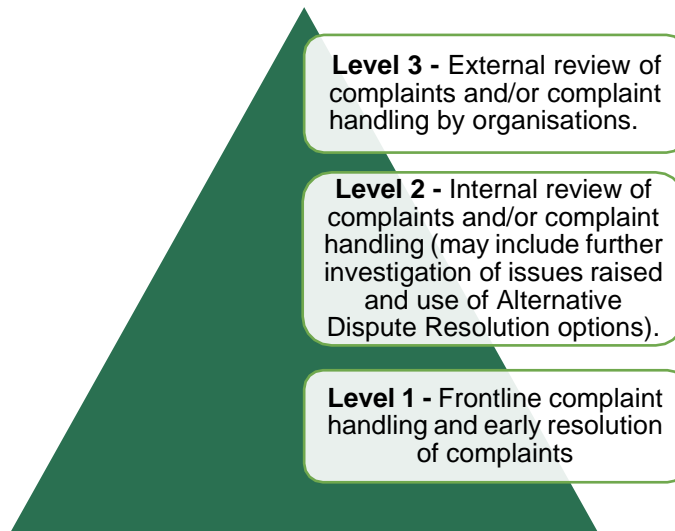 Level 3 - External review of
complaints and/or complaint
handling by organisations.
Level 2 - Internal review of
complaints and/or complaint
handling (may include further
investigation of issues raised
and use of Alternative
Dispute Resolution options).
Level 1 - Frontline complaint
handling and early resolution
of complaints